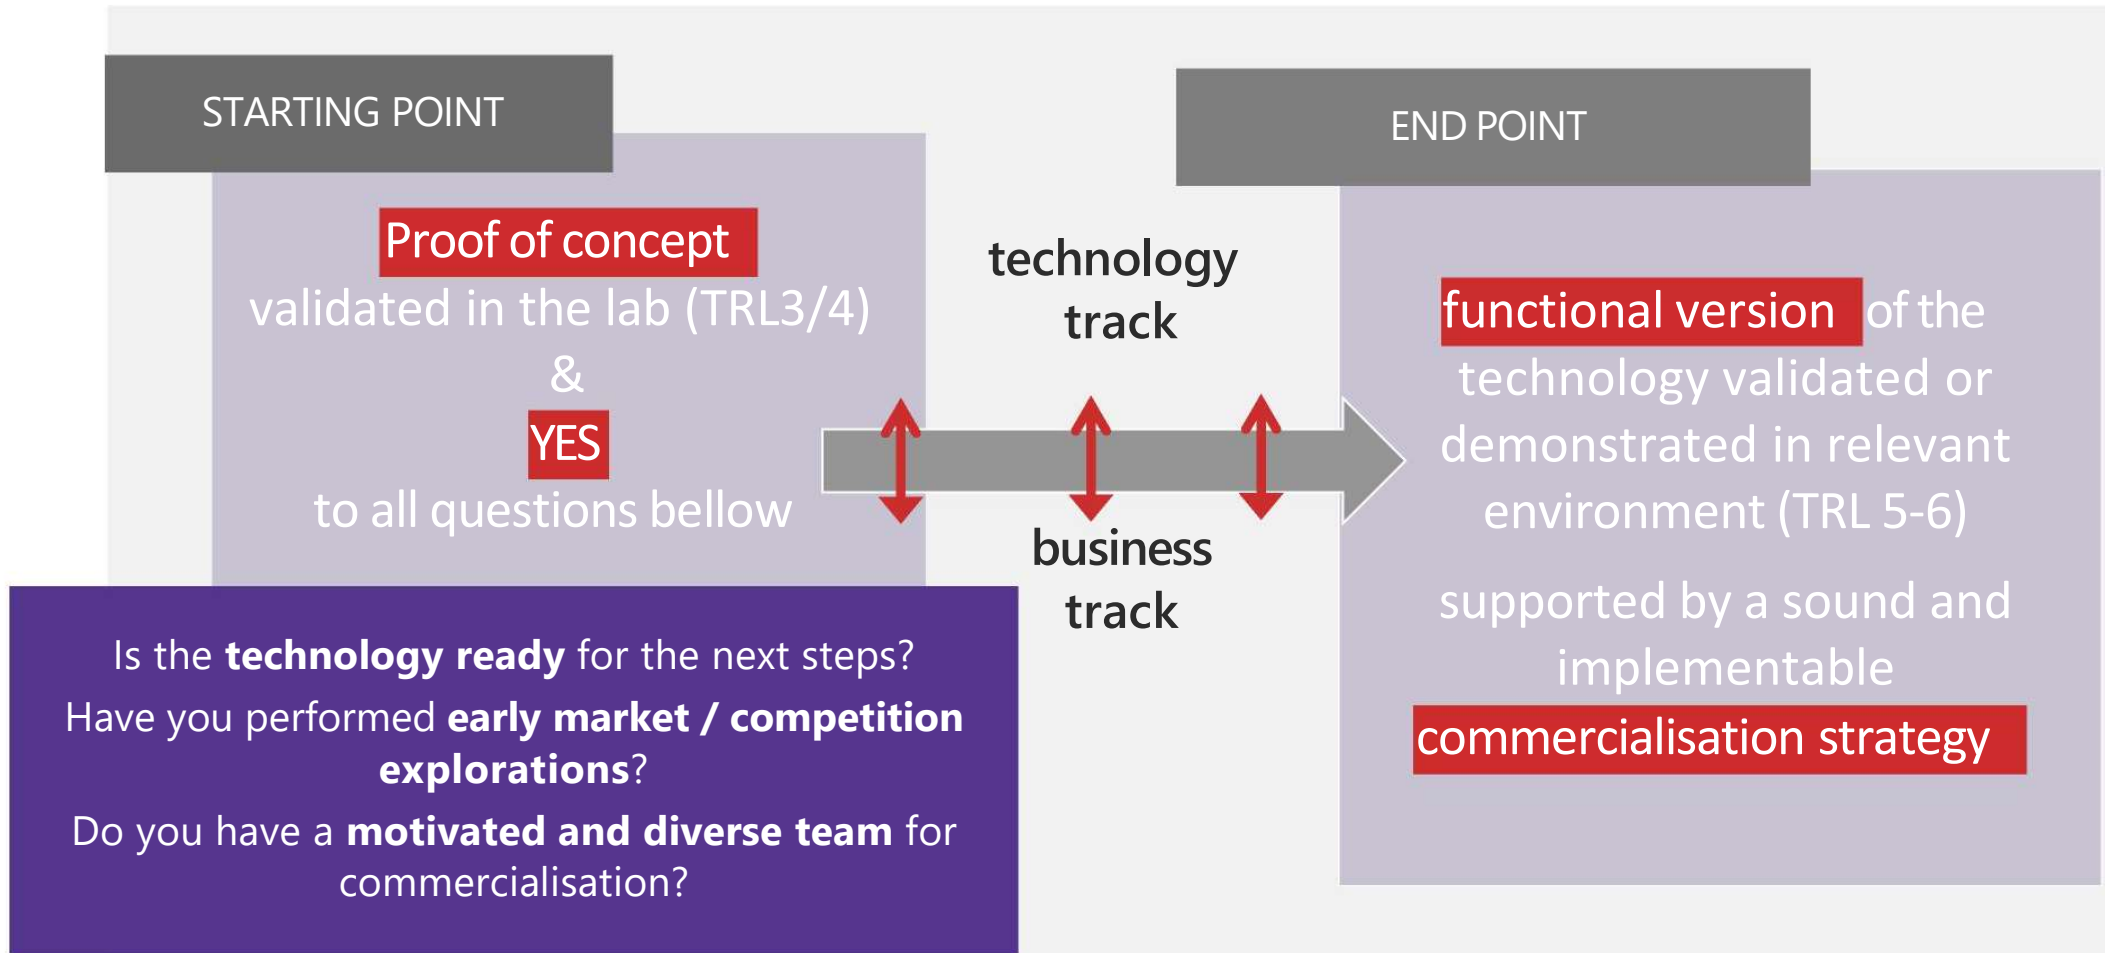 STARTING POINT
Proof of concept
validated in the lab (TRL3/4)
&
YES
to all questions bellow
Is the technology ready for the next steps?
Have you performed early market / competition
explorations?
Do you have a motivated and diverse team for
commercialisation?
technology
track
business
track
END POINT
functional version of the
technology validated or
demonstrated in relevant
environment (TRL 5-6)
supported by a sound and
implementable
commercialisation strategy